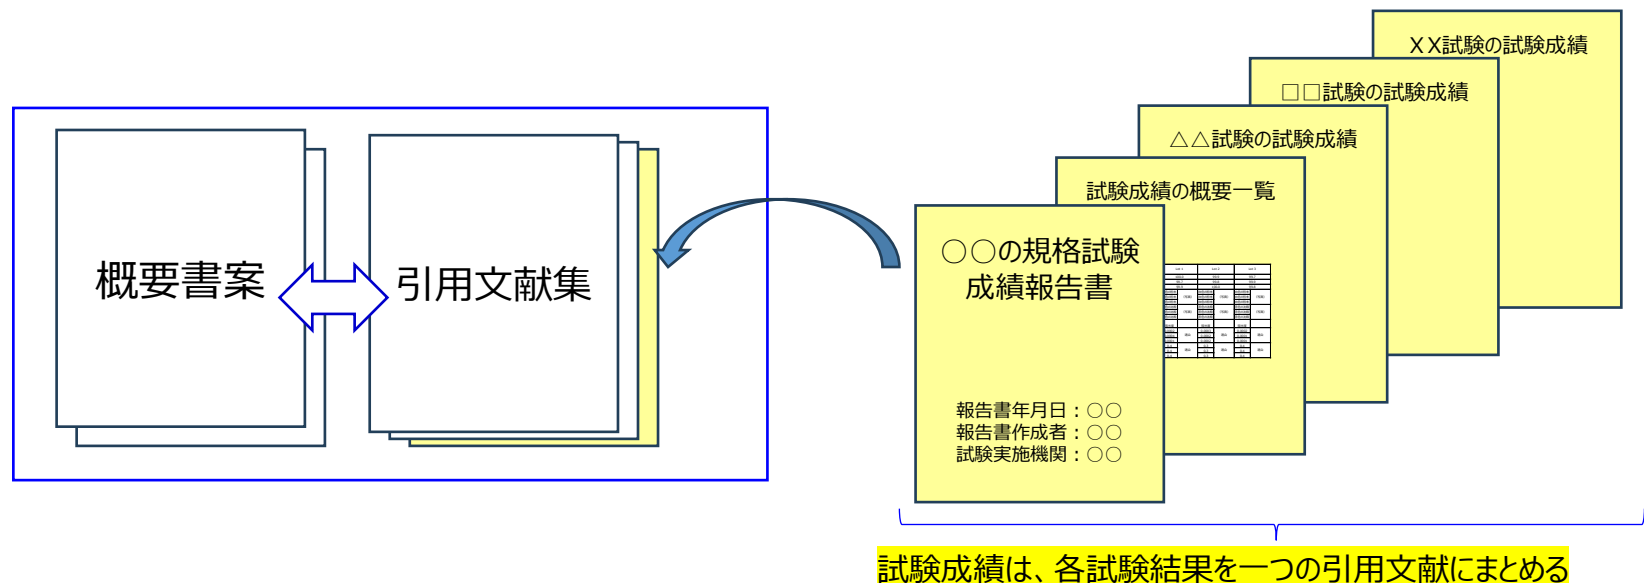 概要書案
引用文献集
XX試験の試験成績
□□試験の試験成績
△△試験の試験成績
試験成績の概要一覧
○○の規格試験
成績報告書
報告書年月日：○○
報告書作成者：○○
試験実施機関：○○
試験成績は、各試験結果を一つの引用文献にまとめる